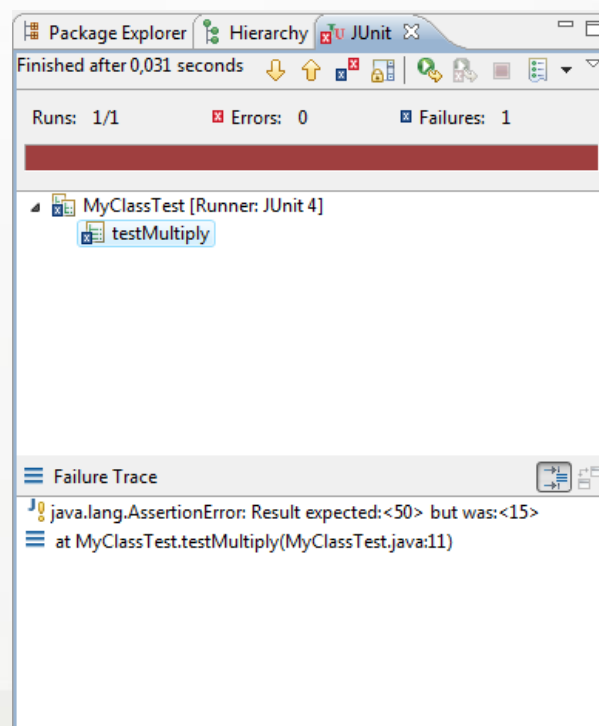 Package Explorer Hierarchy JUnit
Finished after 0,031 seconds
Runs: 1/1 Errors: 0 Failures: 1
MyClassTest [Runner: JUnit 4]
testMultiply
Failure Trace
java.lang.AssertionError: Result expected:<50> but was:<15>
at MyClassTest.testMultiply(MyClassTest.java:11)